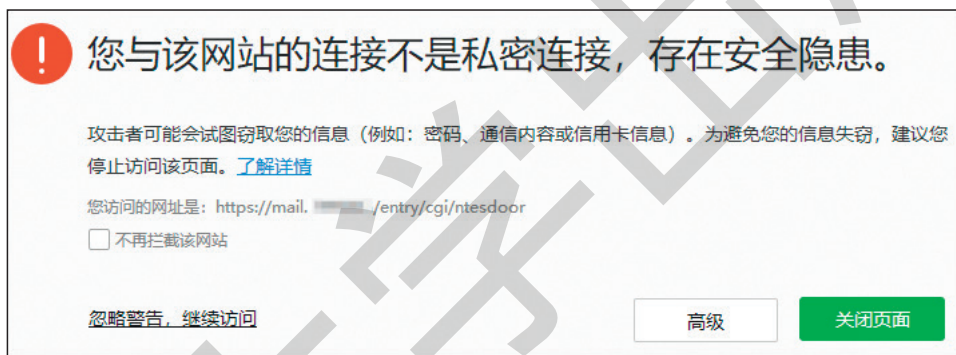 您与该网站的连接不是私密连接，存在安全隐患。
攻击者可能会试图窃取您的信息（例如：密码、通信内容或信用卡信息）。为避免您的信息失窃，建议您
停止访问该页面。了解详情
您访问的网址是：https://mail. /entry/cgi/ntesdoor
不再拦截该网站
忽略警告，继续访问
高级
关闭页面